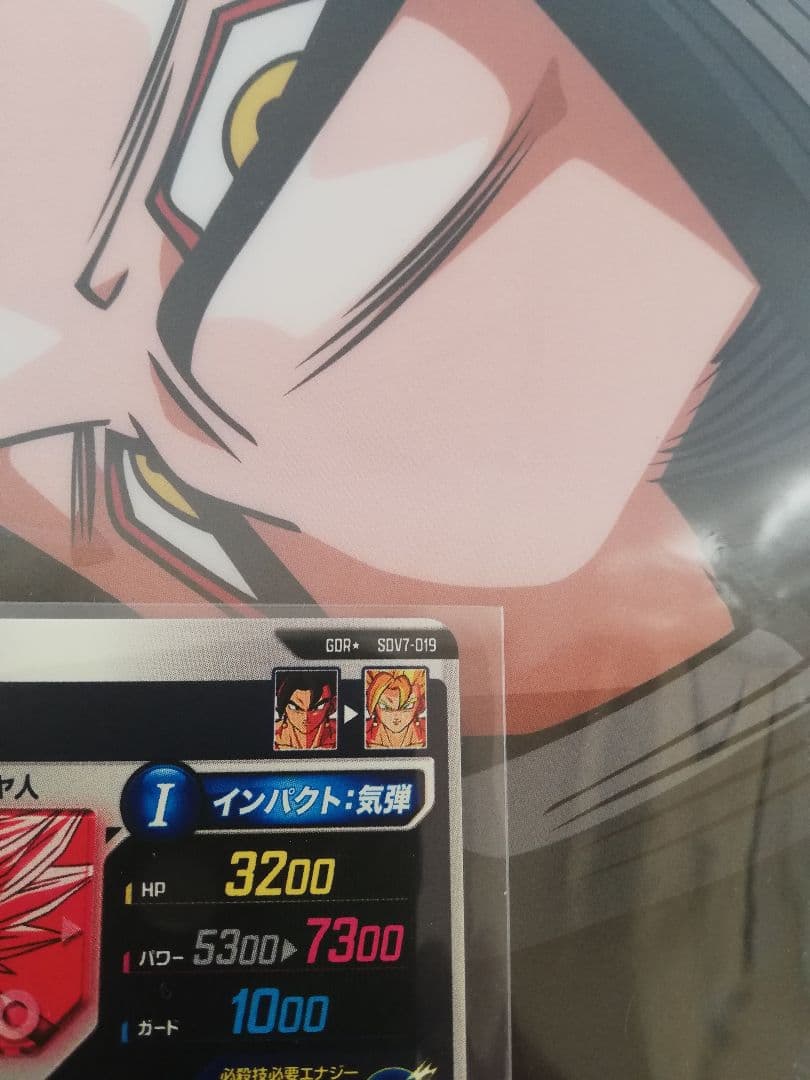 GDR★ SDV7-019
ヤ人
I インパクト：気弾
HP 3200
パワー 5300▶7300
ガード 1000
必殺技必要エナジー